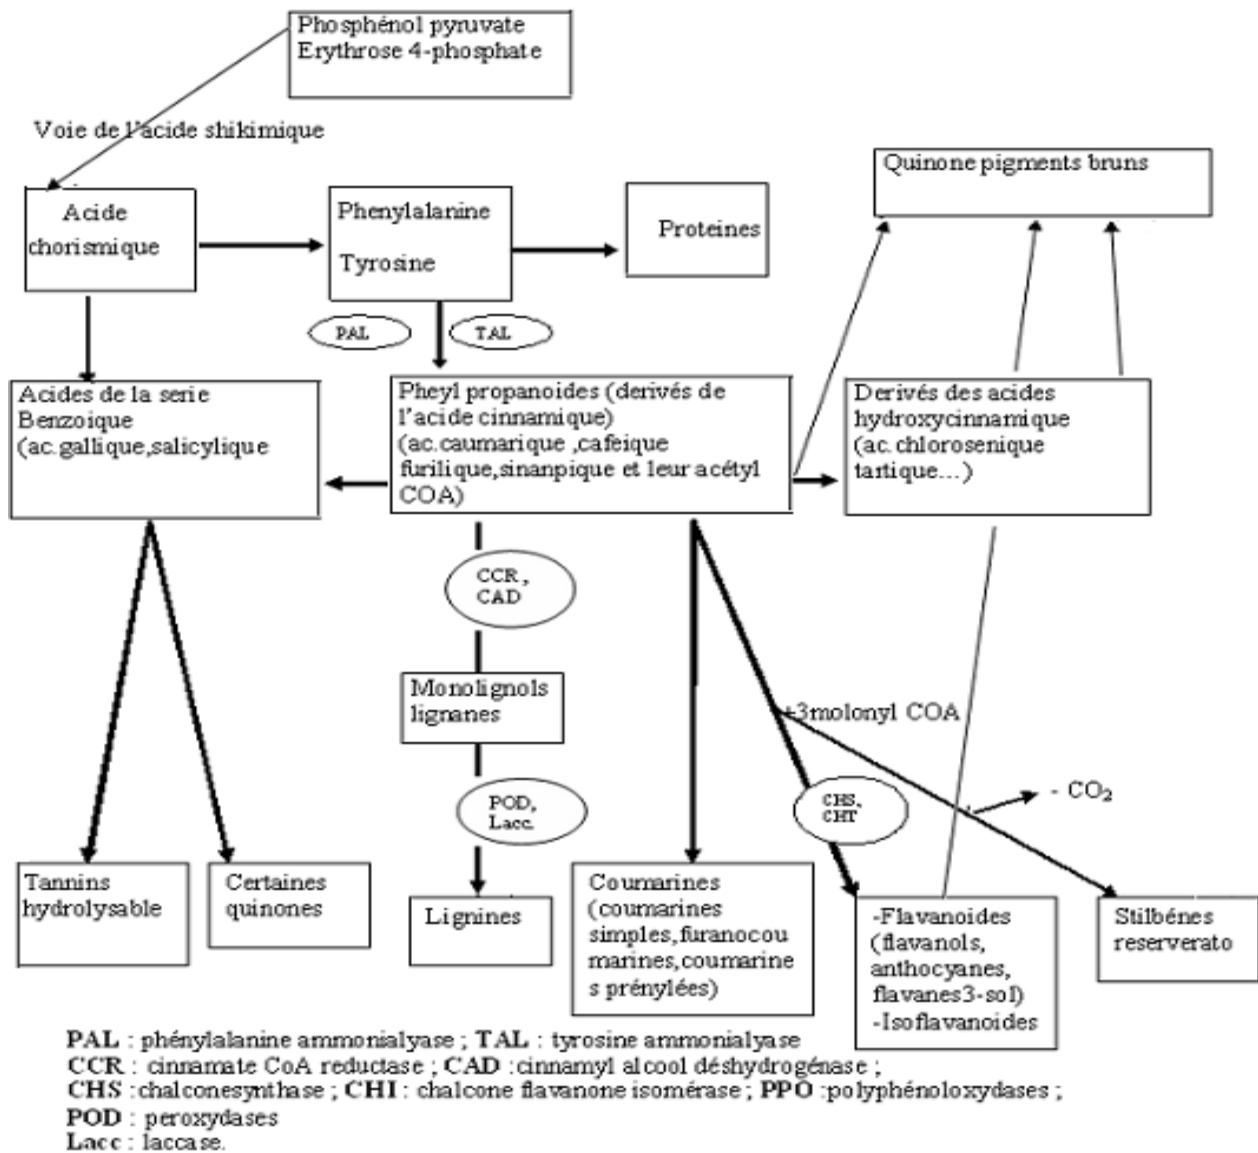 Phosphénol pyruvate
Erythrose 4-phosphate
Voie de l'acide shikimique
Quinone pigments bruns
Acide
chorismique
Phenylalanine
Tyrosine
Proteines
PAL
TAL
Acides de la serie
Benzoique
(ac.gallique,salicylique
Pheyl propanoides (derivés de
l'acide cinnamique)
(ac.caumarique ,cafeique
furilique,sinanpique et leur acétyl
COA)
Derivés des acides
hydroxycinnamique
(ac.chlorosenique
tartique...)
CCR ,
CAD
Monolignols
lignanes
+3molonyl COA
- CO₂
POD,
Lacc.
CHS,
CHT
Tannins
hydrolysable
Certaines
quinones
Lignines
Coumarines
(coumarines
simples,furanocou
marines,coumarine
s prénylées)
-Flavanoides
(flavanols,
anthocyanes,
flavanes3-sol)
-Isoflavanoides
Stilbénes
reserverato
PAL : phénylalanine ammonialyase ; TAL : tyrosine ammonialyase
CCR : cinnamate CoA reductase ; CAD :cinnamyl alcool déshydrogénase ;
CHS :chalconesynthase ; CHI : chalcone flavanone isomérase ; PPO :polyphénoloxydases ;
POD : peroxydases
Lacc : laccase.